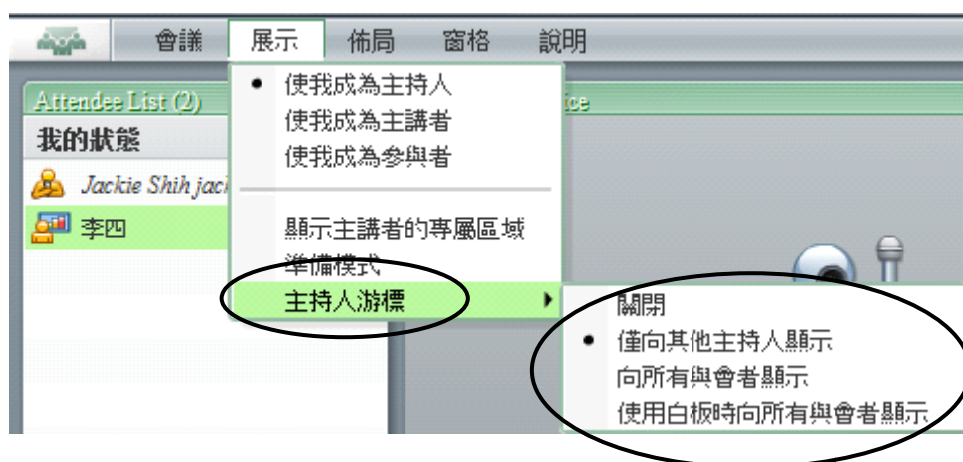 會議 展示 佈局 窗格 說明
Attendee List (2)
我的狀態
Jackie Shih
李四
使我成為主持人
使我成為主講者
使我成為參與者
顯示主講者的專屬區域
準備模式
主持人游標
關閉
僅向其他主持人顯示
向所有與會者顯示
使用白板時向所有與會者顯示